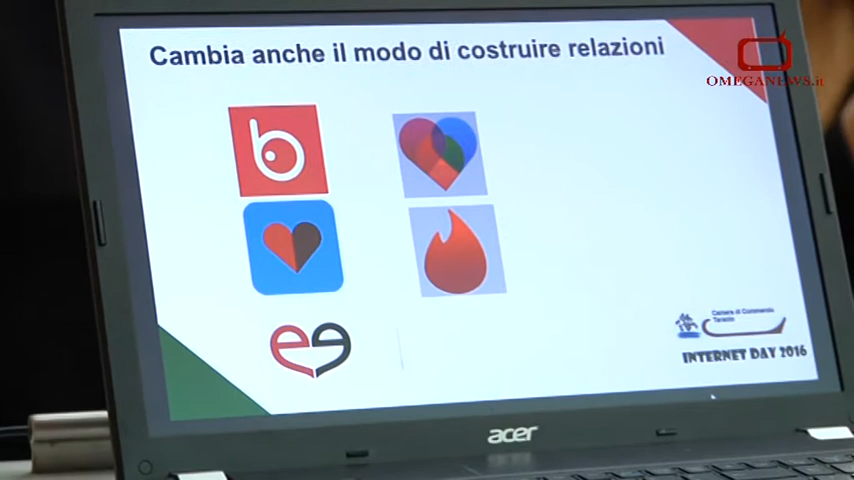 Cambia anche il modo di costruire relazioni
OMEGANEWS.it
b
Camera di Commercio
Taranto
INTERNET DAY 2016
acer